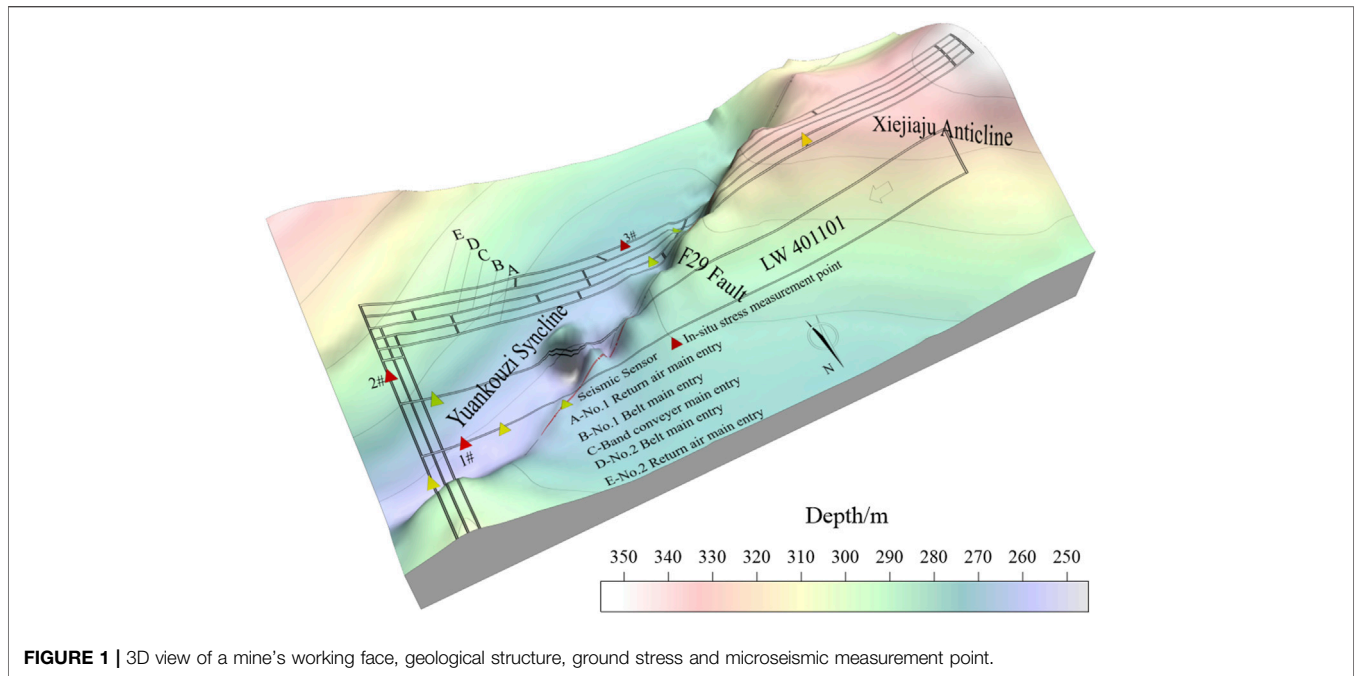 Xiejiaju Anticline
E
D
C
B
A
3#
LW 401101
F29 Fault
Yuankouzi Syncline
2#
1#
In-situ stress measurement point
Seismic Sensor
A-No.1 Return air main entry
B-No.1 Belt main entry
C-Band conveyer main entry
D-No.2 Belt main entry
E-No.2 Return air main entry
N
Depth/m
350 340 330 320 310 300 290 280 270 260 250
FIGURE 1 | 3D view of a mine's working face, geological structure, ground stress and microseismic measurement point.